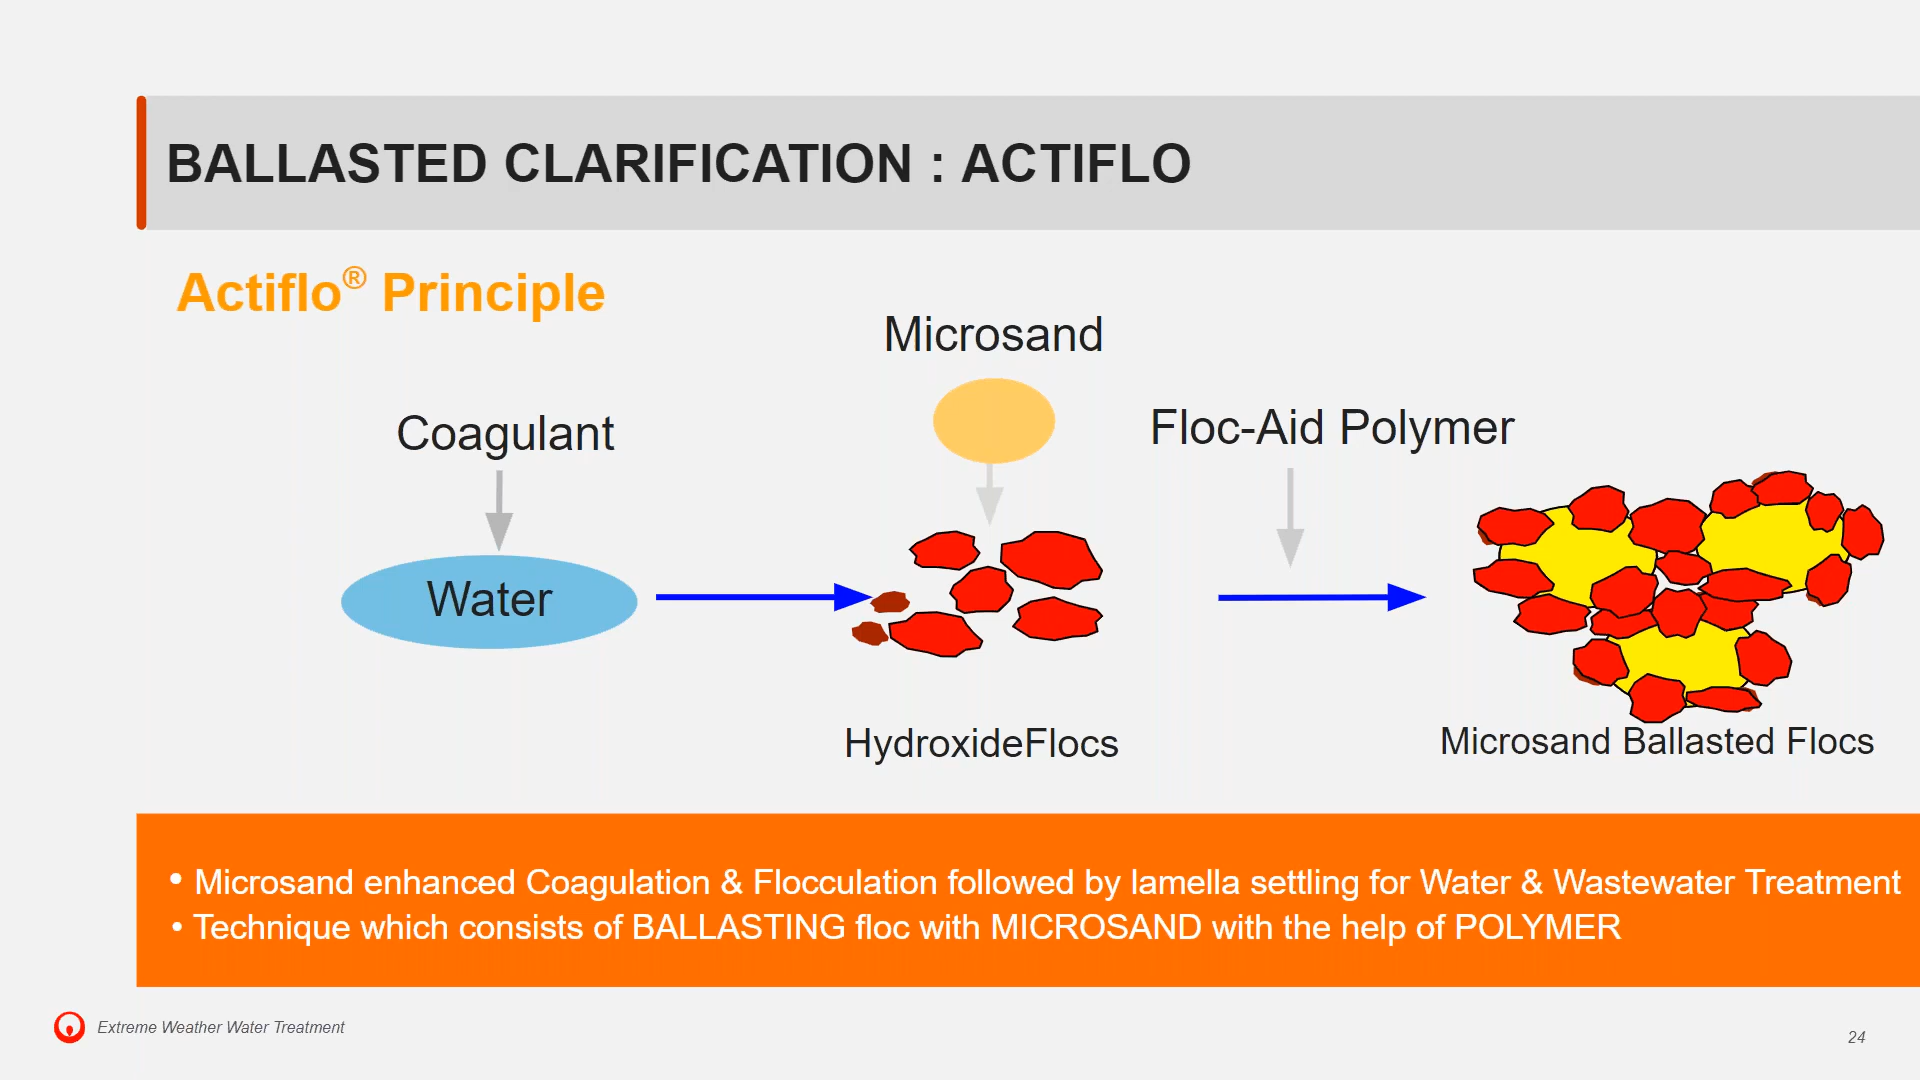 BALLASTED CLARIFICATION : ACTIFLO
Actiflo® Principle
Microsand
Coagulant
Floc-Aid Polymer
Water
HydroxideFlocs
Microsand Ballasted Flocs
• Microsand enhanced Coagulation & Flocculation followed by lamella settling for Water & Wastewater Treatment
• Technique which consists of BALLASTING floc with MICROSAND with the help of POLYMER
Extreme Weather Water Treatment
24